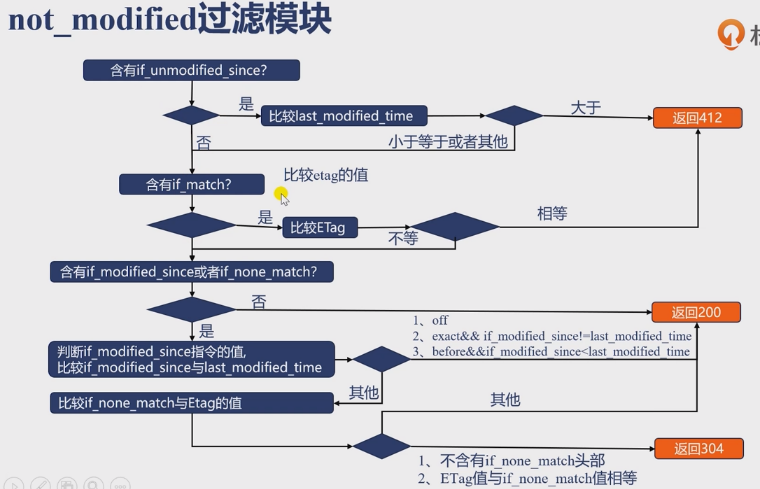 not_modified过滤模块
含有if_unmodified_since?
是
比较last_modified_time
大于
返回412
否
小于等于或者其他
含有if_match?
比较etag的值
是
比较ETag
不等
相等
含有if_modified_since或者if_none_match?
否
返回200
是
1、off
2、exact&& if_modified_since!=last_modified_time
3、before&&if_modified_since<last_modified_time
判断if_modified_since指令的值,
比较if_modified_since与last_modified_time
其他
比较if_none_match与Etag的值
其他
返回304
1、不含有if_none_match头部
2、ETag值与if_none_match值相等